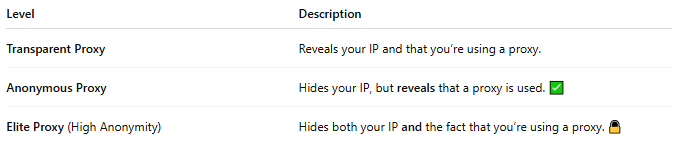 Level Description
Transparent Proxy Reveals your IP and that you're using a proxy.
Anonymous Proxy Hides your IP, but reveals that a proxy is used. ✅
Elite Proxy (High Anonymity) Hides both your IP and the fact that you're using a proxy. 🔒